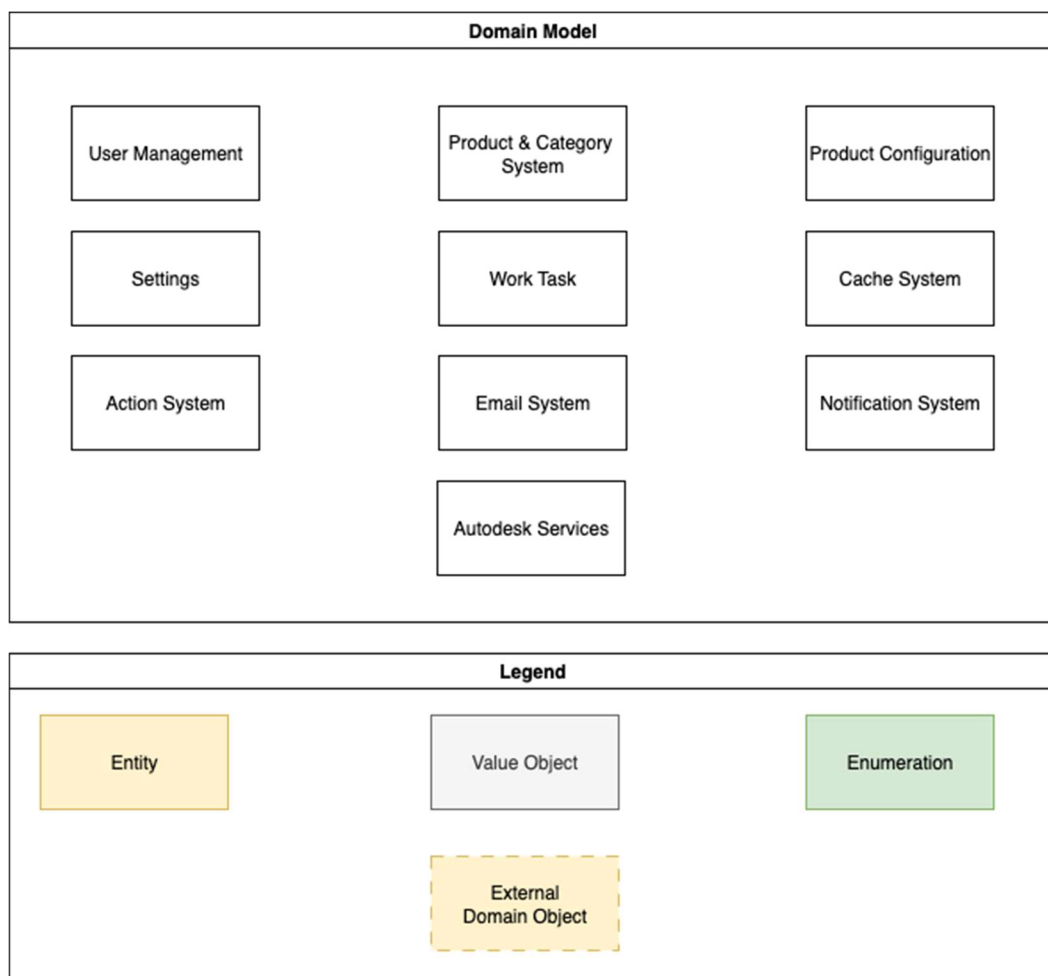 Domain Model
User Management
Product & Category
System
Product Configuration
Settings
Work Task
Cache System
Action System
Email System
Notification System
Autodesk Services
Legend
Entity
Value Object
Enumeration
External
Domain Object